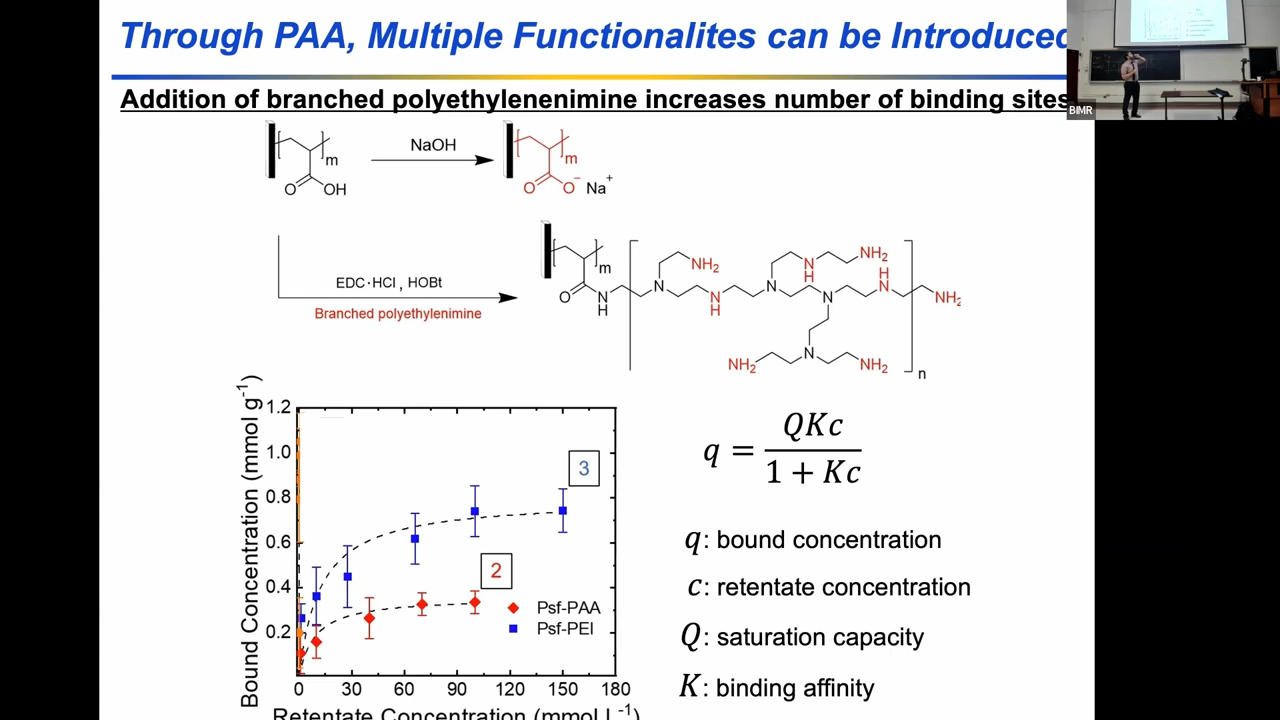 Through PAA, Multiple Functionalites can be Introduced
Addition of branched polyethylenenimine increases number of binding sites
BIMR
NaOH
m
O
OH
m
O
O⁻ Na⁺
EDC·HCl , HOBt
Branched polyethylenimine
m
O
N
H
N
NH₂
N
H
N
N
H
NH₂
N
H
N
NH₂
N
NH₂
NH₂
n
Bound Concentration (mmol g⁻¹)
1.2
1.0
0.8
0.6
0.4
0.2
3
2
Psf-PAA
Psf-PEI
0 30 60 90 120 150 180
Retentate Concentration (mmol L⁻¹)
q = QKc / 1 + Kc
q: bound concentration
c: retentate concentration
Q: saturation capacity
K: binding affinity